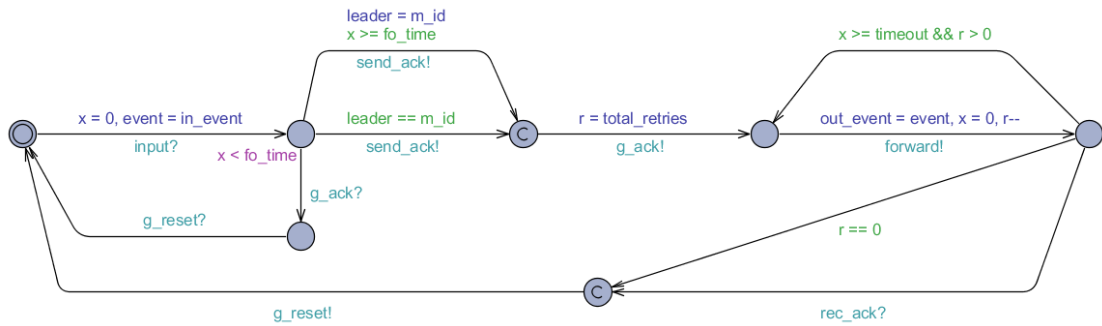 leader = m_id
x >= fo_time
send_ack!
x >= timeout && r > 0
x = 0, event = in_event
input?
leader == m_id
send_ack!
C
r = total_retries
g_ack!
out_event = event, x = 0, r--
forward!
x < fo_time
g_ack?
g_reset?
r == 0
C
g_reset!
rec_ack?